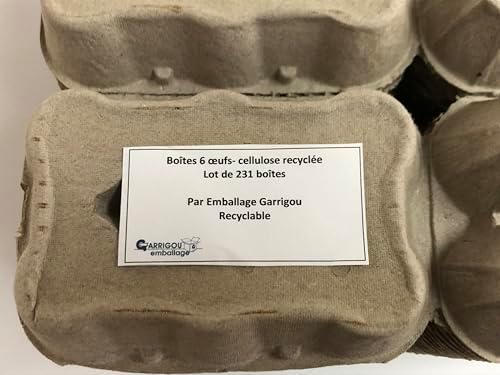 Boîtes 6 œufs- cellulose recyclée
Lot de 231 boîtes
Par Emballage Garrigou
Recyclable
GARRIGOU
emballage